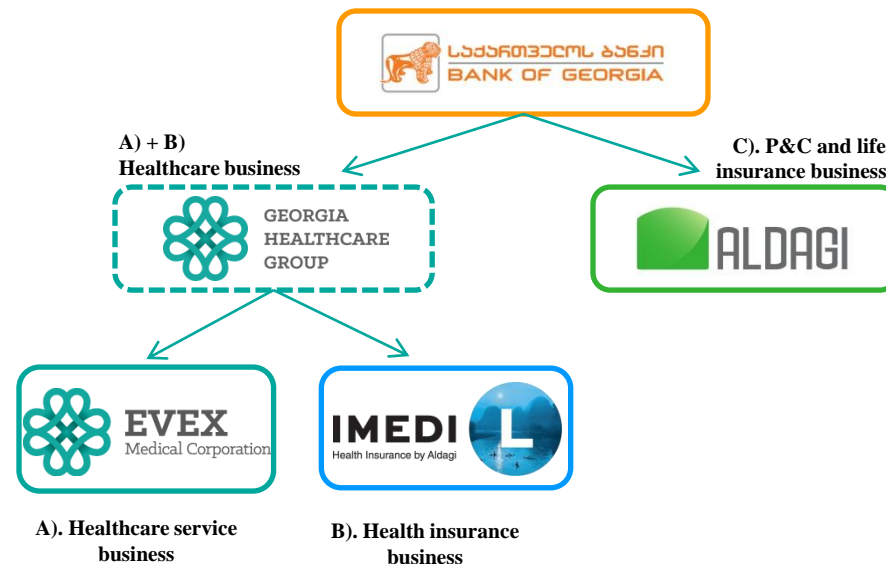 ᲡᲐᲥᲐᲠᲗᲕᲔᲚᲝᲡ ᲑᲐᲜᲙᲘ
BANK OF GEORGIA
A) + B)
Healthcare business
C). P&C and life
insurance business
GEORGIA
HEALTHCARE
GROUP
ALDAGI
EVEX
Medical Corporation
IMEDI L
Health Insurance by Aldagi
A). Healthcare service
business
B). Health insurance
business